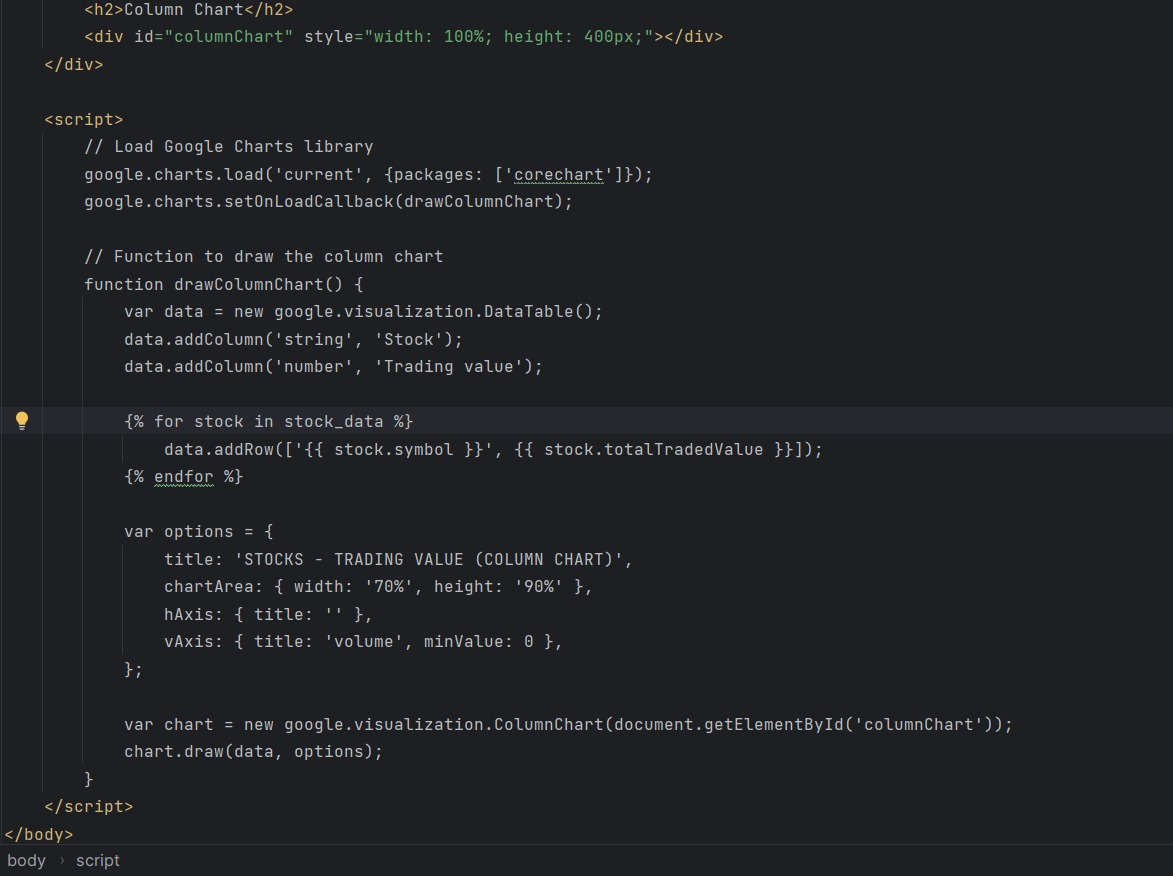 <h2>Column Chart</h2>
<div id="columnChart" style="width: 100%; height: 400px;"></div>
</div>
<script>
// Load Google Charts library
google.charts.load('current', {packages: ['corechart']});
google.charts.setOnLoadCallback(drawColumnChart);
// Function to draw the column chart
function drawColumnChart() {
var data = new google.visualization.DataTable();
data.addColumn('string', 'Stock');
data.addColumn('number', 'Trading value');
{% for stock in stock_data %}
data.addRow(['{{ stock.symbol }}', {{ stock.totalTradedValue }}]);
{% endfor %}
var options = {
title: 'STOCKS - TRADING VALUE (COLUMN CHART)',
chartArea: { width: '70%', height: '90%' },
hAxis: { title: '' },
vAxis: { title: 'volume', minValue: 0 },
};
var chart = new google.visualization.ColumnChart(document.getElementById('columnChart'));
chart.draw(data, options);
}
</script>
</body>
body › script